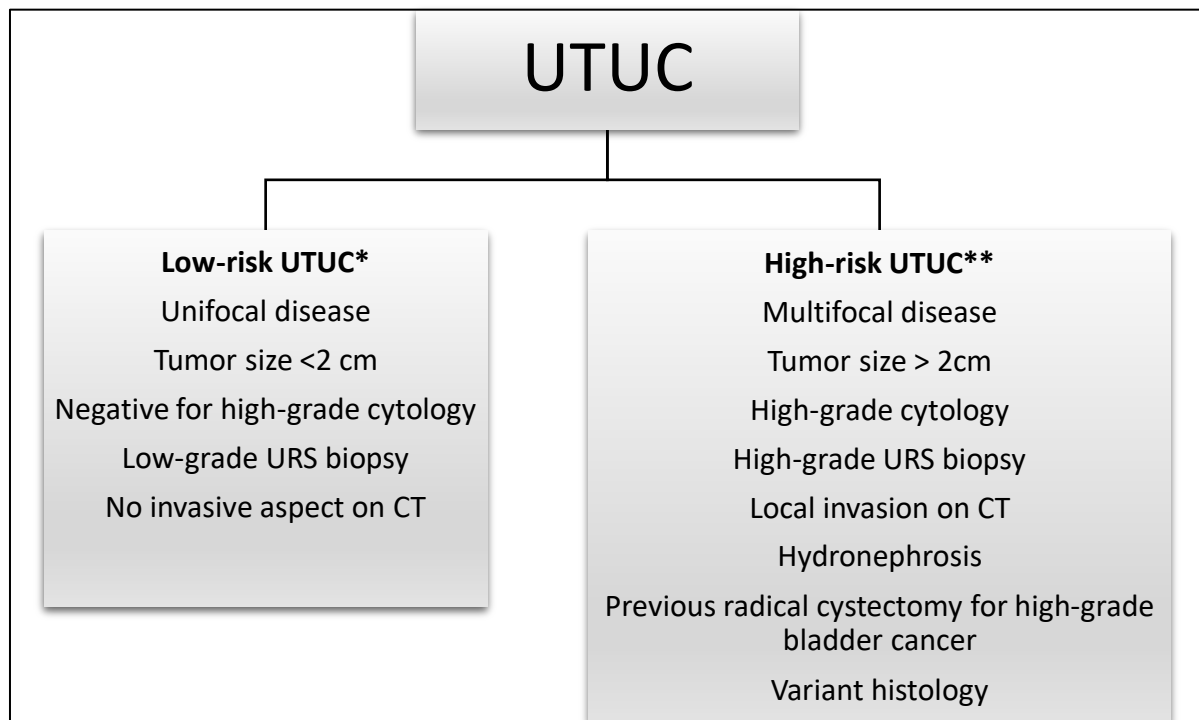 UTUC
Low-risk UTUC*
Unifocal disease
Tumor size <2 cm
Negative for high-grade cytology
Low-grade URS biopsy
No invasive aspect on CT
High-risk UTUC**
Multifocal disease
Tumor size > 2cm
High-grade cytology
High-grade URS biopsy
Local invasion on CT
Hydronephrosis
Previous radical cystectomy for high-grade
bladder cancer
Variant histology